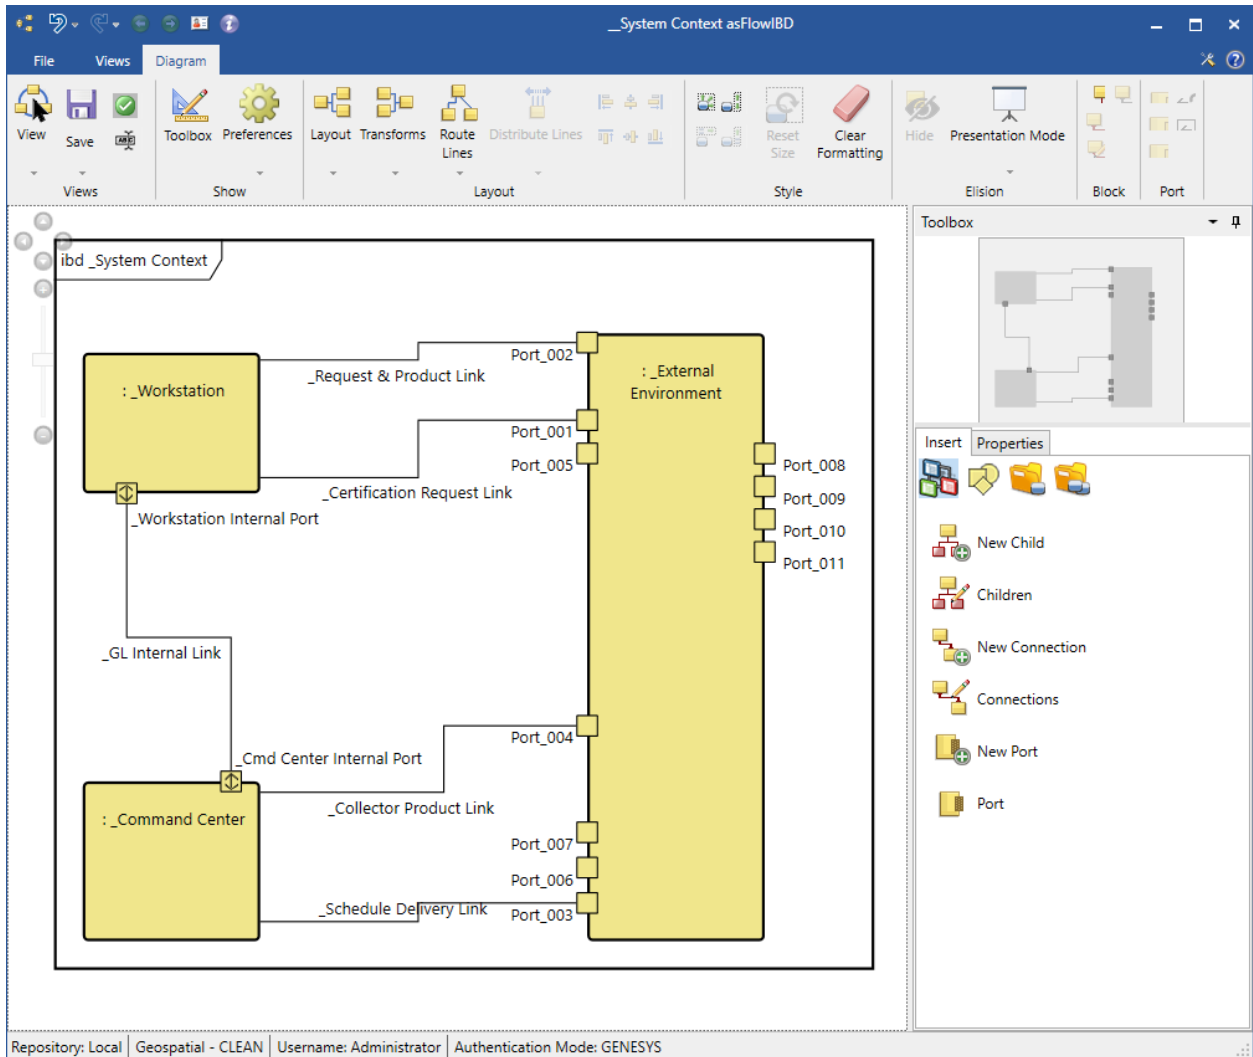 __System Context asFlowIBD
File Views Diagram
View Save Toolbox Preferences Layout Transforms Route Lines Distribute Lines Reset Size Clear Formatting Hide Presentation Mode
Views Show Layout Style Elision Block Port
ibd _System Context
: _Workstation
_Request & Product Link
Port_002
: _External
Environment
Port_001
Port_005
_Certification Request Link
_Workstation Internal Port
Port_008
Port_009
Port_010
Port_011
_GL Internal Link
_Cmd Center Internal Port
Port_004
_Collector Product Link
: _Command Center
Port_007
Port_006
_Schedule Delivery Link
Port_003
Toolbox
Insert Properties
New Child
Children
New Connection
Connections
New Port
Port
Repository: Local Geospatial - CLEAN Username: Administrator Authentication Mode: GENESYS